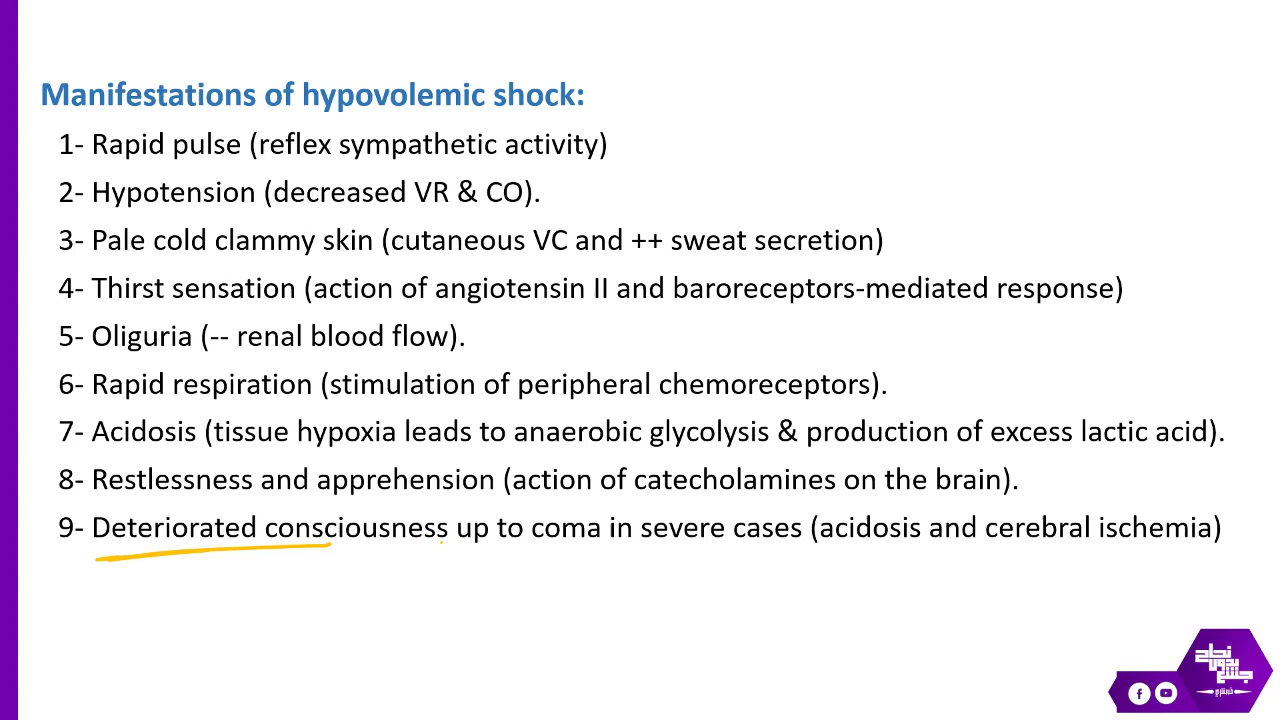 Manifestations of hypovolemic shock:
1- Rapid pulse (reflex sympathetic activity)
2- Hypotension (decreased VR & CO).
3- Pale cold clammy skin (cutaneous VC and ++ sweat secretion)
4- Thirst sensation (action of angiotensin II and baroreceptors-mediated response)
5- Oliguria (-- renal blood flow).
6- Rapid respiration (stimulation of peripheral chemoreceptors).
7- Acidosis (tissue hypoxia leads to anaerobic glycolysis & production of excess lactic acid).
8- Restlessness and apprehension (action of catecholamines on the brain).
9- Deteriorated consciousness up to coma in severe cases (acidosis and cerebral ischemia)
نجاح
بدون